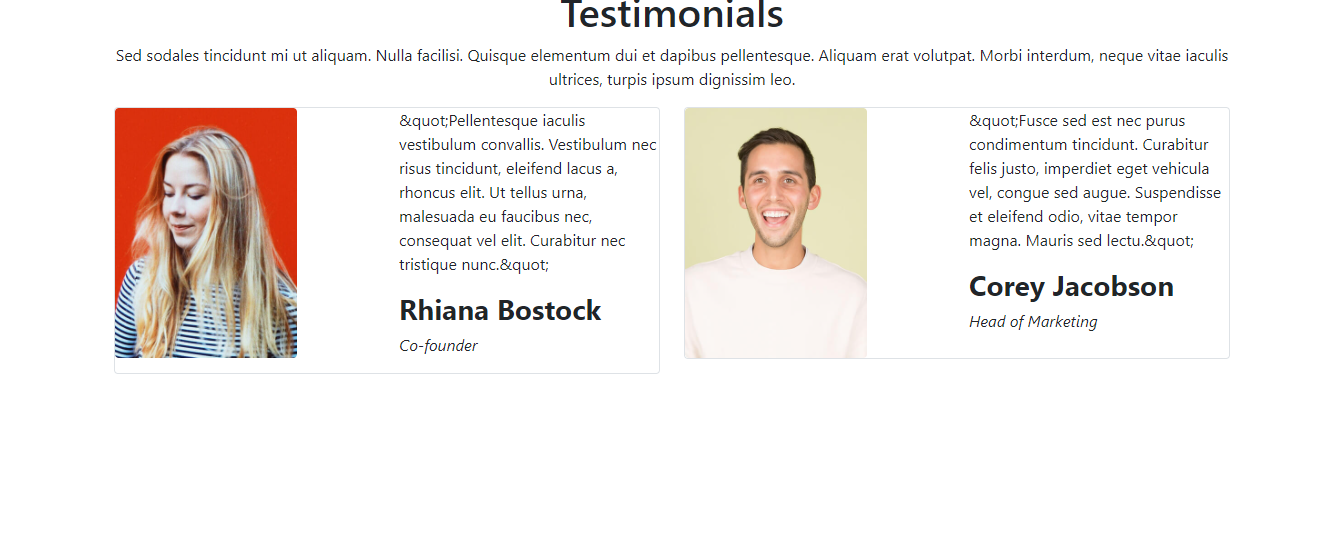 Testimonials
Sed sodales tincidunt mi ut aliquam. Nulla facilisi. Quisque elementum dui et dapibus pellentesque. Aliquam erat volutpat. Morbi interdum, neque vitae iaculis
ultrices, turpis ipsum dignissim leo.
&quot;Pellentesque iaculis
vestibulum convallis. Vestibulum nec
risus tincidunt, eleifend lacus a,
rhoncus elit. Ut tellus urna,
malesuada eu faucibus nec,
consequat vel elit. Curabitur nec
tristique nunc.&quot;
Rhiana Bostock
Co-founder
&quot;Fusce sed est nec purus
condimentum tincidunt. Curabitur
felis justo, imperdiet eget vehicula
vel, congue sed augue. Suspendisse
et eleifend odio, vitae tempor
magna. Mauris sed lectu.&quot;
Corey Jacobson
Head of Marketing